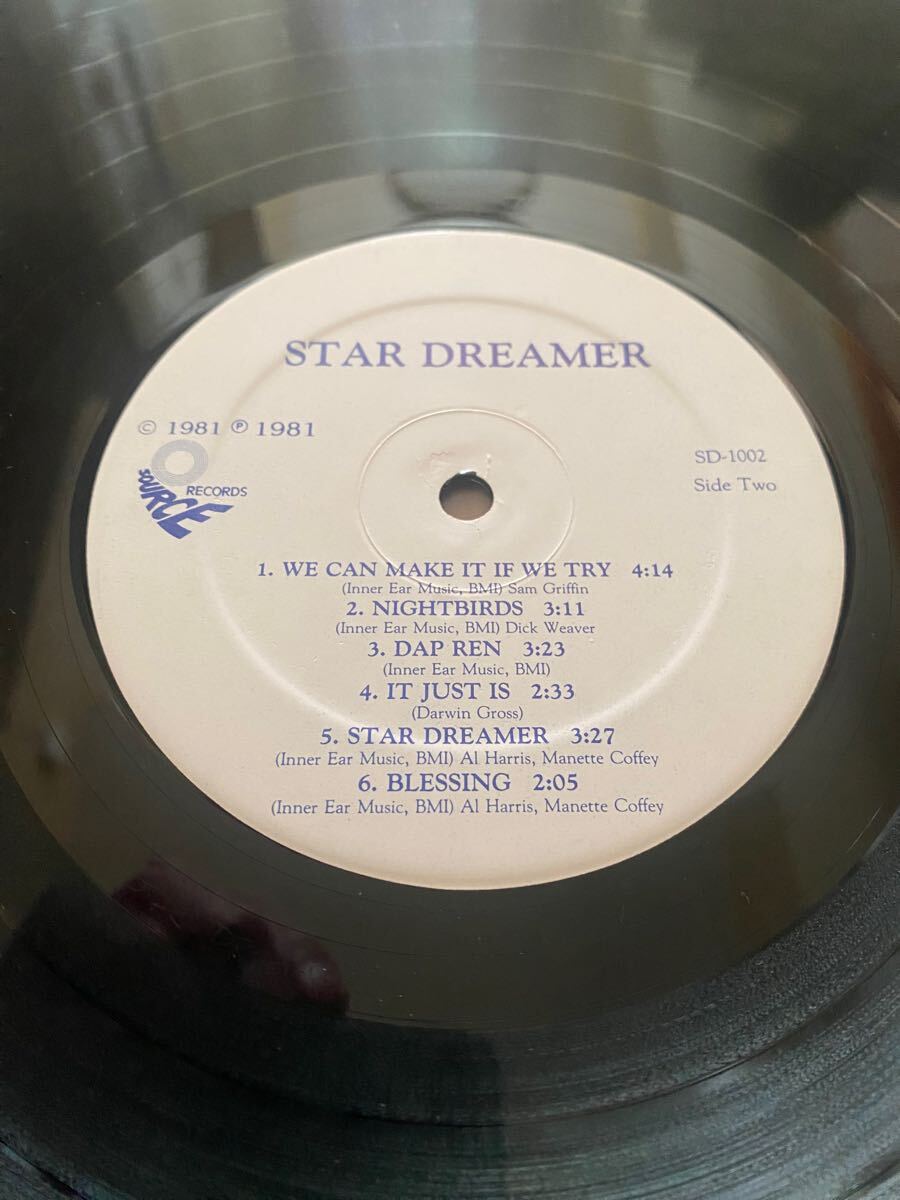 STAR DREAMER
© 1981 ℗ 1981
SOURCE RECORDS
SD-1002
Side Two
1. WE CAN MAKE IT IF WE TRY 4:14
(Inner Ear Music, BMI) Sam Griffin
2. NIGHTBIRDS 3:11
(Inner Ear Music, BMI) Dick Weaver
3. DAP REN 3:23
(Inner Ear Music, BMI)
4. IT JUST IS 2:33
(Darwin Gross)
5. STAR DREAMER 3:27
(Inner Ear Music, BMI) Al Harris, Manette Coffey
6. BLESSING 2:05
(Inner Ear Music, BMI) Al Harris, Manette Coffey